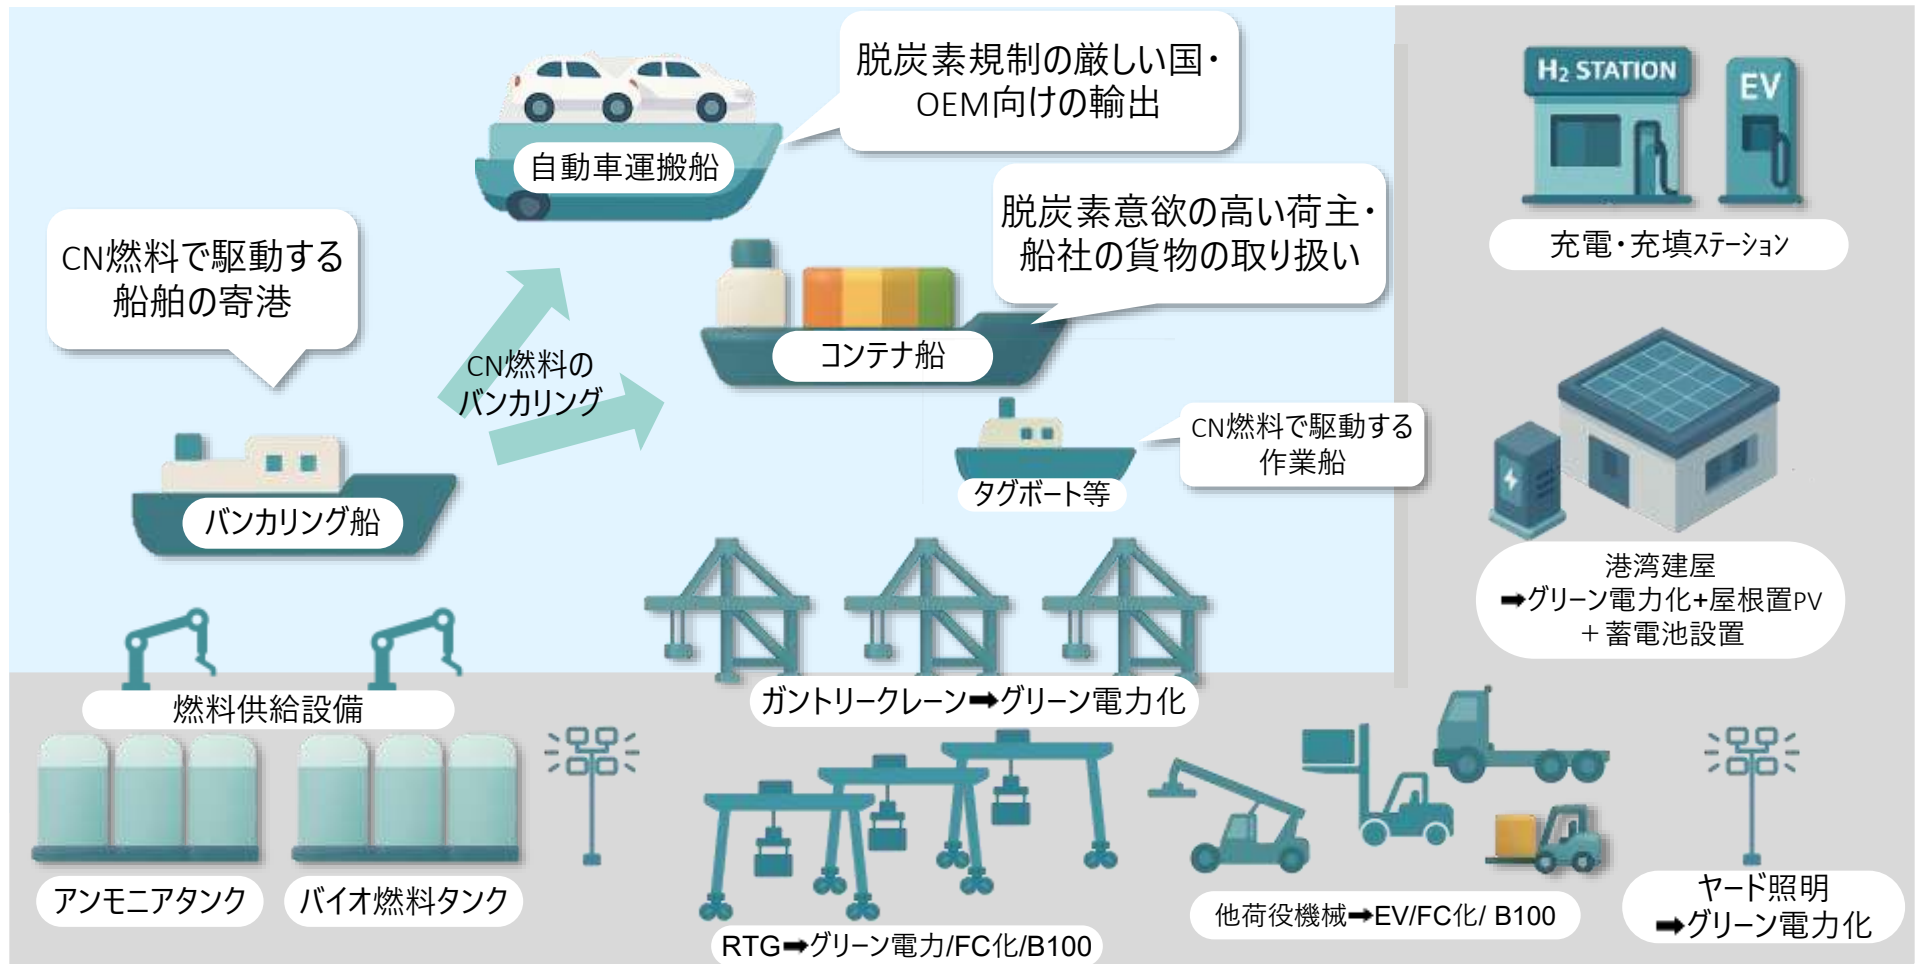 脱炭素規制の厳しい国・
OEM向けの輸出
自動車運搬船
H₂ STATION
EV
充電・充填ステーション
脱炭素意欲の高い荷主・
船社の貨物の取り扱い
コンテナ船
CN燃料で駆動する
船舶の寄港
CN燃料の
バンカリング
バンカリング船
CN燃料で駆動する
作業船
タグボート等
港湾建屋
➡グリーン電力化+屋根置PV
＋蓄電池設置
燃料供給設備
ガントリークレーン➡グリーン電力化
アンモニアタンク
バイオ燃料タンク
RTG➡グリーン電力/FC化/B100
他荷役機械➡EV/FC化/ B100
ヤード照明
➡グリーン電力化